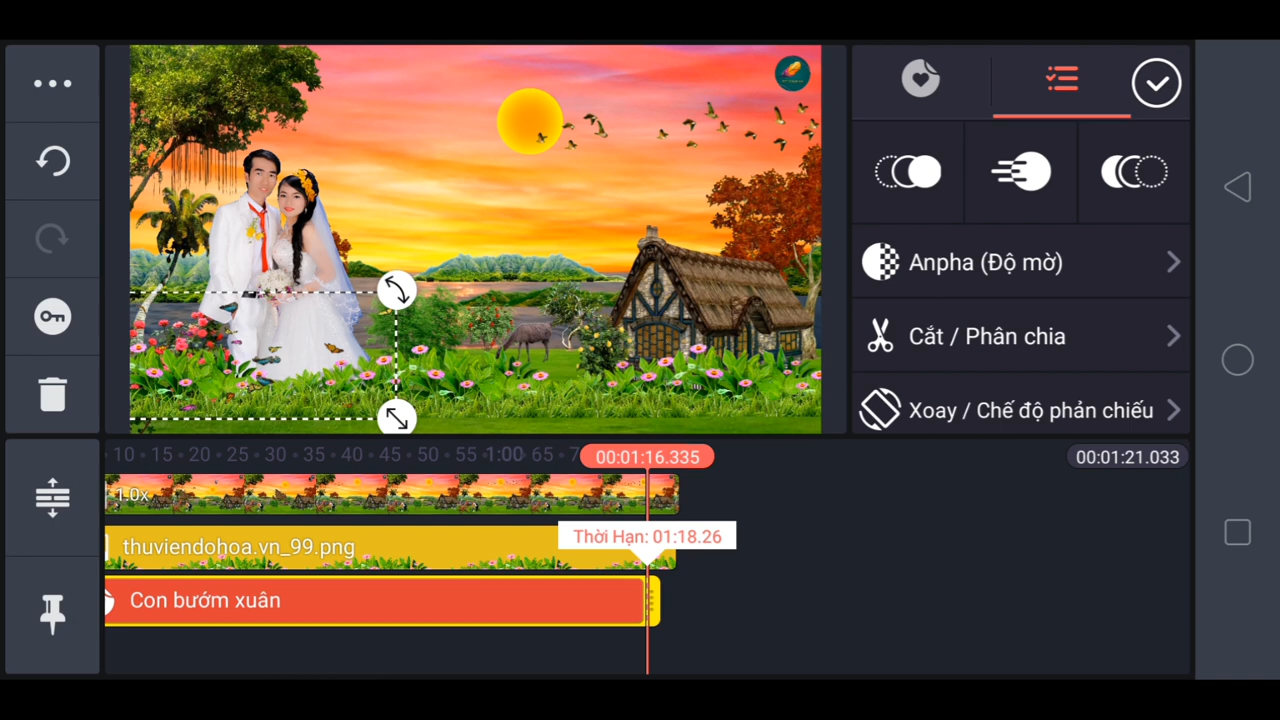 Anpha (Độ mờ)
Cắt / Phân chia
Xoay / Chế độ phản chiếu
10 15 20 25 30 35 40 45 50 55 1:00 65 7
00:01:16.335
00:01:21.033
1.0x
Thời Hạn: 01:18.26
thuviendohoa.vn_99.png
Con bướm xuân